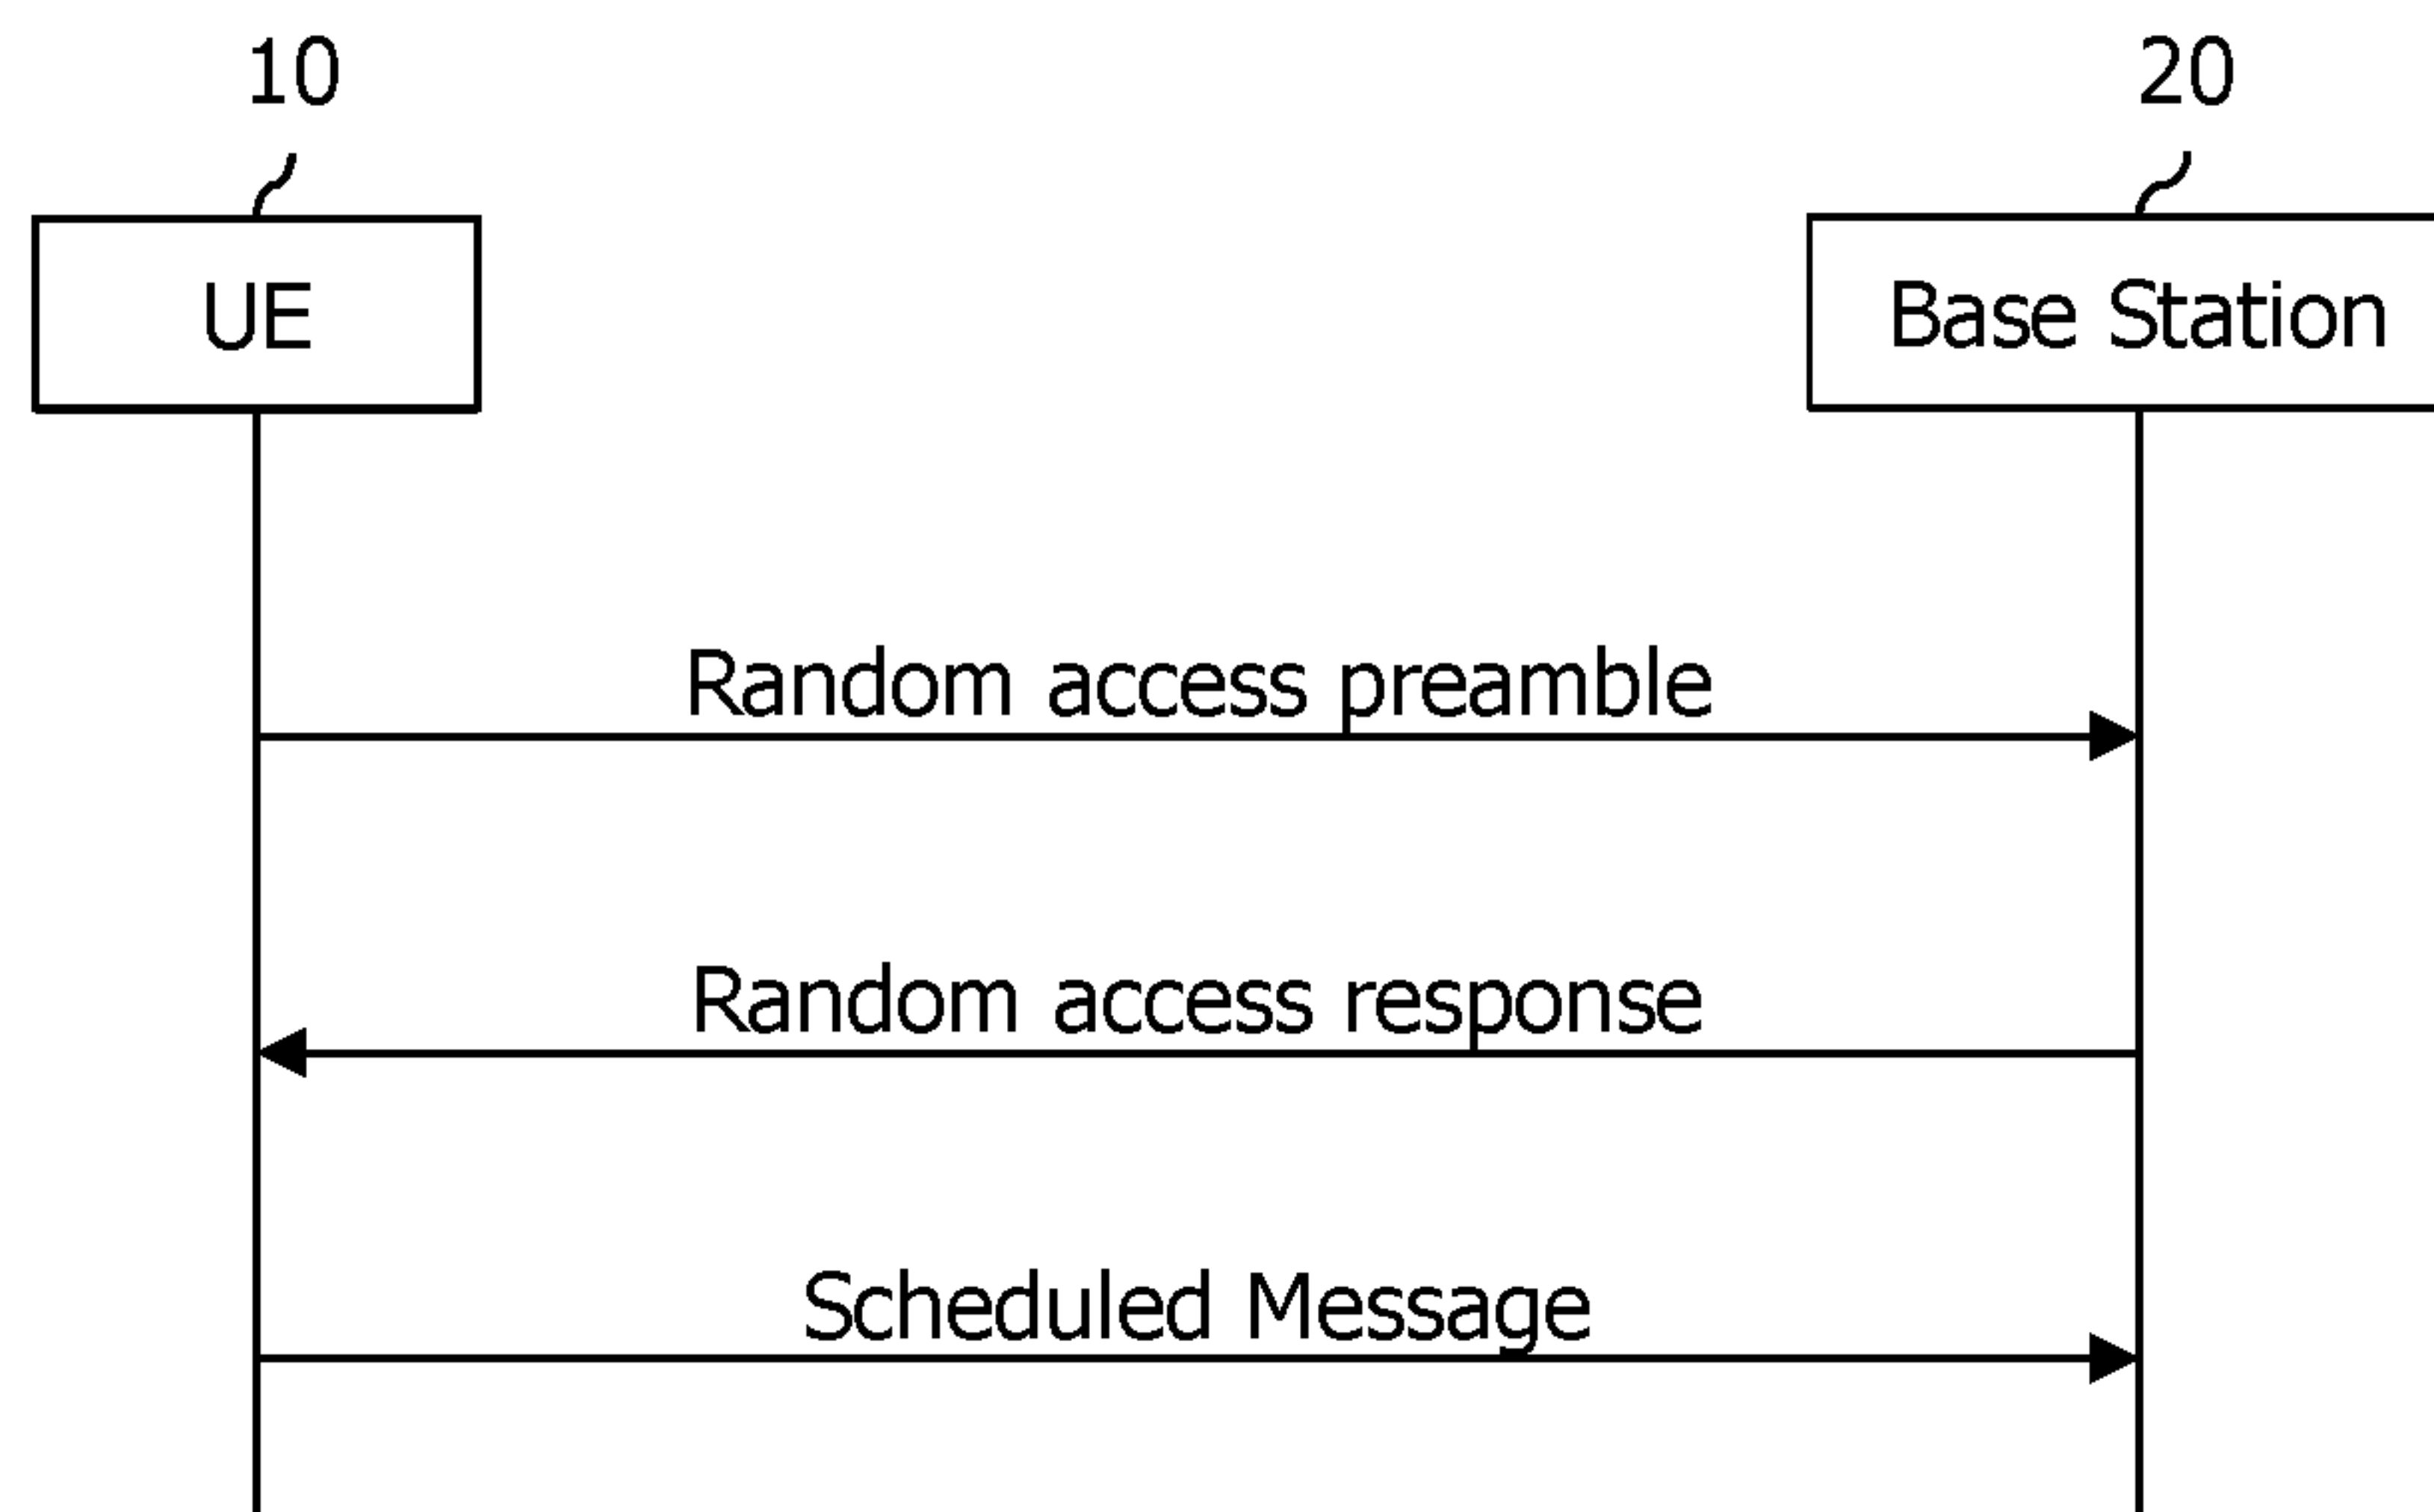 10
20
UE
Base Station
Random access preamble
Random access response
Scheduled Message